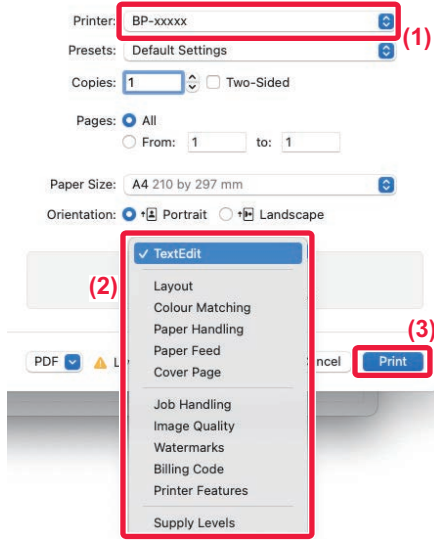 Printer: BP-xxxxx
(1)
Presets: Default Settings
Copies: 1 Two-Sided
Pages: All
From: 1 to: 1
Paper Size: A4 210 by 297 mm
Orientation: Portrait Landscape
(2)
✓ TextEdit
Layout
Colour Matching
Paper Handling
Paper Feed
Cover Page
Job Handling
Image Quality
Watermarks
Billing Code
Printer Features
Supply Levels
(3)
PDF L ncel Print